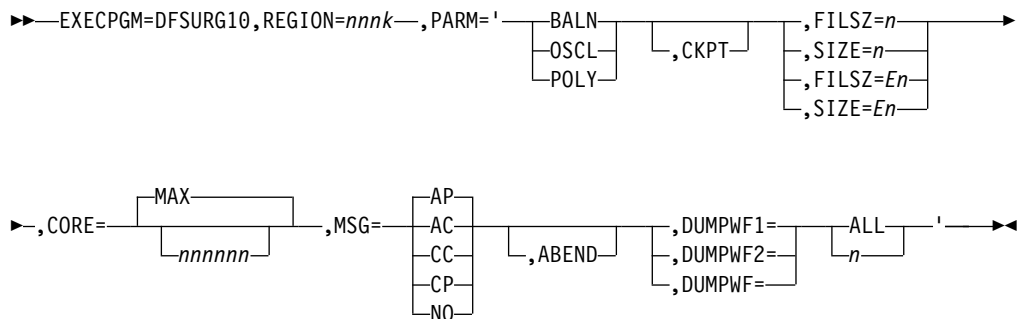 EXECPGM=DFSURG10,REGION=nnnk ,PARM=' BALN ,FILSZ=n
OSCL ,CKPT ,SIZE=n
POLY ,FILSZ=En
,SIZE=En
MAX AP
,CORE= ,MSG= AC ,DUMPWF1= ALL '
nnnnnn CC ,ABEND ,DUMPWF2= n
CP ,DUMPWF=
NO